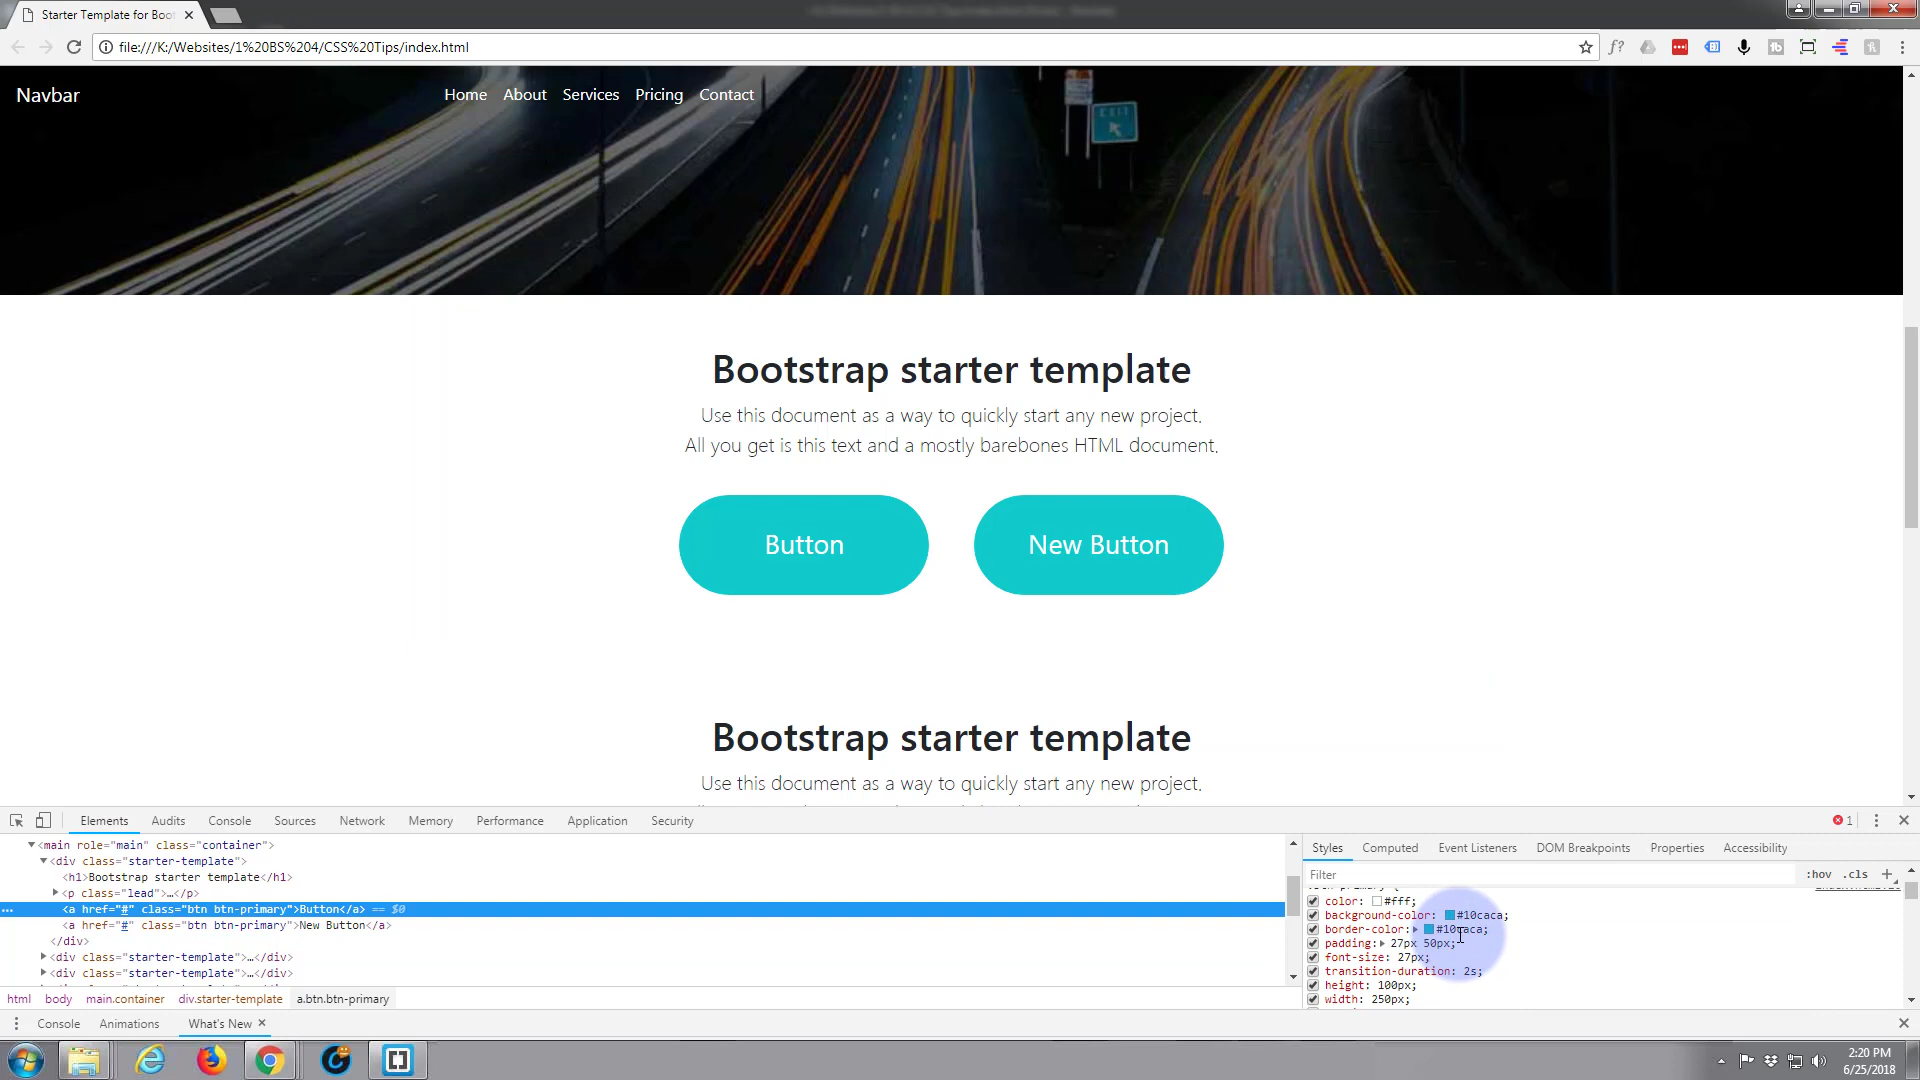 Starter Template for Boot
file:///K:/Websites/1%20BS%204/CSS%20Tips/index.html
f?
Navbar
Home About Services Pricing Contact
EXIT
Bootstrap starter template
Use this document as a way to quickly start any new project.
All you get is this text and a mostly barebones HTML document.
Button
New Button
Bootstrap starter template
Use this document as a way to quickly start any new project.
Elements Audits Console Sources Network Memory Performance Application Security
1
<main role="main" class="container">
<div class="starter-template">
<h1>Bootstrap starter template</h1>
<p class="lead">…</p>
<a href="#" class="btn btn-primary">Button</a> == $0
<a href="#" class="btn btn-primary">New Button</a>
</div>
<div class="starter-template">…</div>
<div class="starter-template">…</div>
html body main.container div.starter-template a.btn.btn-primary
Styles Computed Event Listeners DOM Breakpoints Properties Accessibility
Filter
:hov .cls +
color: #fff;
background-color: #10caca;
border-color: #10caca;
padding: 27px 50px;
font-size: 27px;
transition-duration: 2s;
height: 100px;
width: 250px;
Console Animations What's New
2:20 PM
6/25/2018